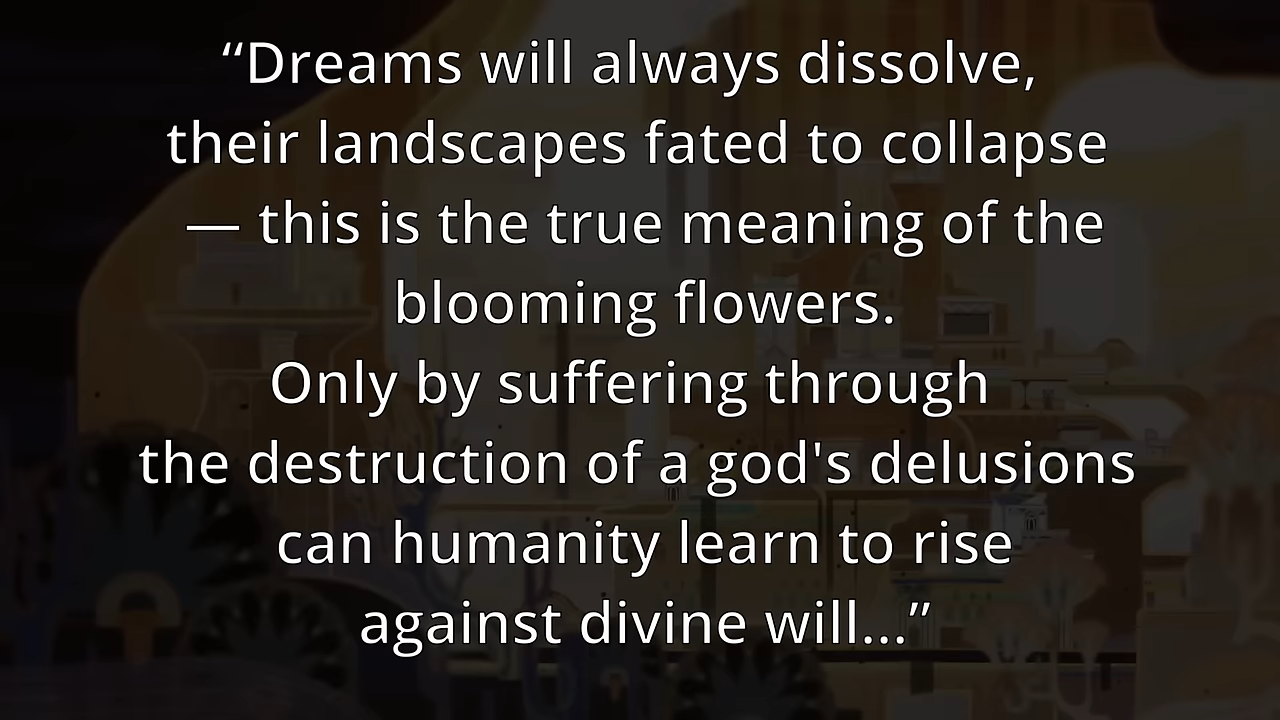 “Dreams will always dissolve,
their landscapes fated to collapse
— this is the true meaning of the
blooming flowers.
Only by suffering through
the destruction of a god's delusions
can humanity learn to rise
against divine will...”